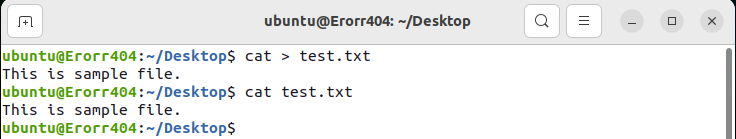 ubuntu@Erorr404: ~/Desktop
ubuntu@Erorr404:~/Desktop$ cat > test.txt
This is sample file.
ubuntu@Erorr404:~/Desktop$ cat test.txt
This is sample file.
ubuntu@Erorr404:~/Desktop$